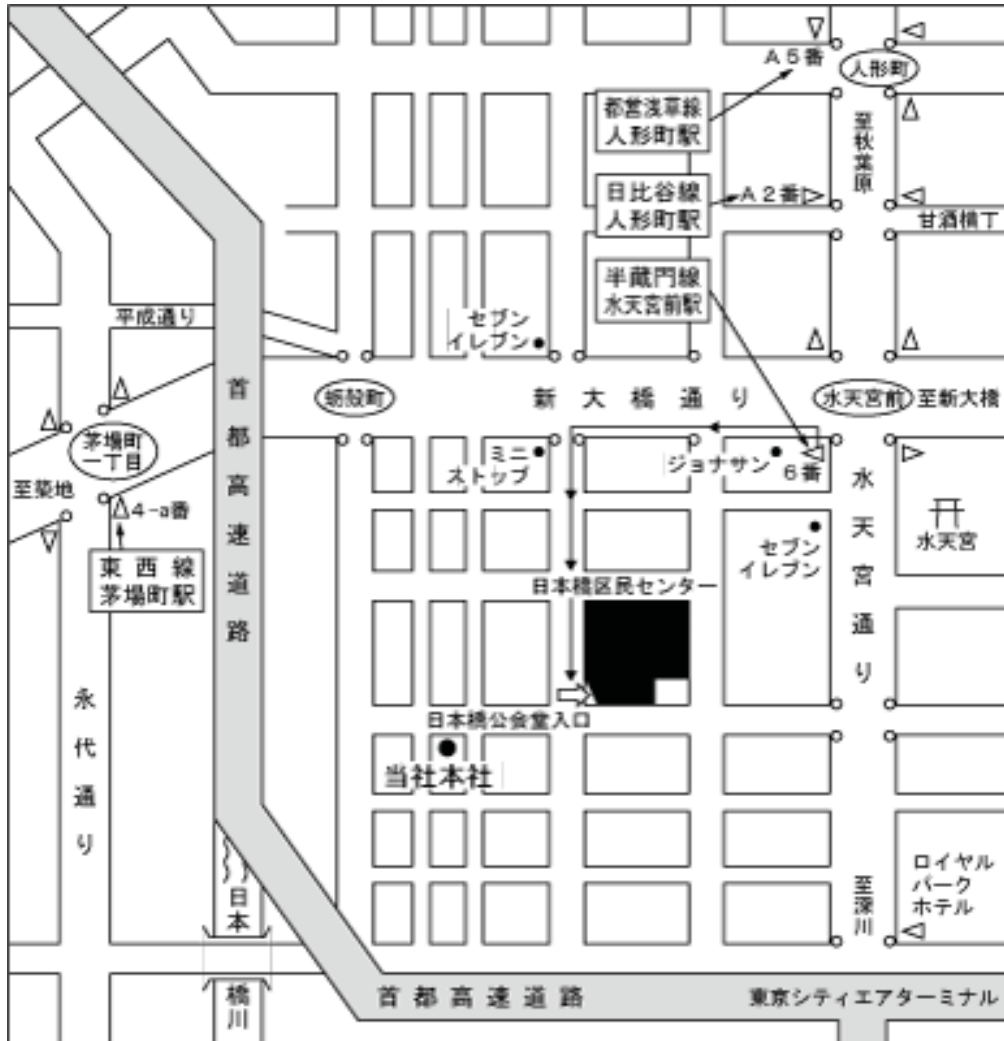 A5番
人形町
都営浅草線
人形町駅
至秋葉原
日比谷線
人形町駅
A2番
甘酒横丁
半蔵門線
水天宮前駅
平成通り
セブン
イレブン
首都高速道路
蛎殻町
新大橋通り
水天宮前
至新大橋
茅場町
一丁目
ミニ
ストップ
ジョナサン
6番
至築地
4-a番
東西線
茅場町駅
水天宮通り
水天宮
セブン
イレブン
日本橋区民センター
永代通り
日本橋公会堂入口
当社本社
ロイヤル
パーク
ホテル
至深川
日本
橋川
首都高速道路
東京シティエアターミナル